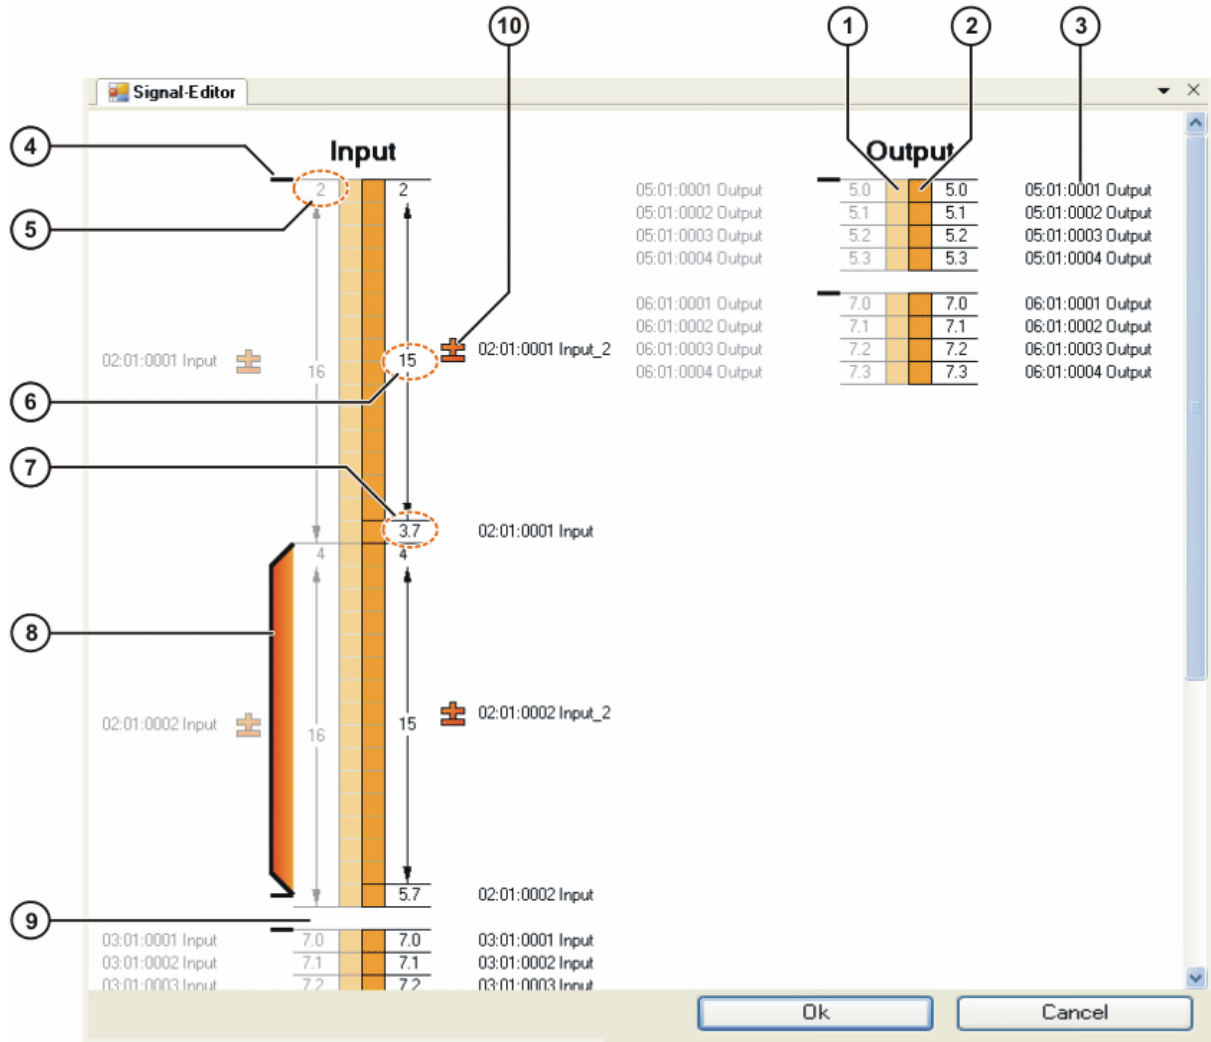 10 1 2 3
Signal-Editor
4
Input
Output
2 2
05:01:0001 Output 5.0 5.0 05:01:0001 Output
5
05:01:0002 Output 5.1 5.1 05:01:0002 Output
05:01:0003 Output 5.2 5.2 05:01:0003 Output
05:01:0004 Output 5.3 5.3 05:01:0004 Output
06:01:0001 Output 7.0 7.0 06:01:0001 Output
06:01:0002 Output 7.1 7.1 06:01:0002 Output
06:01:0003 Output 7.2 7.2 06:01:0003 Output
06:01:0004 Output 7.3 7.3 06:01:0004 Output
02:01:0001 Input 16 15 02:01:0001 Input_2
6
7
3.7 02:01:0001 Input
4 4
8
02:01:0002 Input 16 15 02:01:0002 Input_2
5.7 02:01:0002 Input
9
03:01:0001 Input 7.0 7.0 03:01:0001 Input
03:01:0002 Input 7.1 7.1 03:01:0002 Input
03:01:0003 Input 7.2 7.2 03:01:0003 Input
Ok Cancel